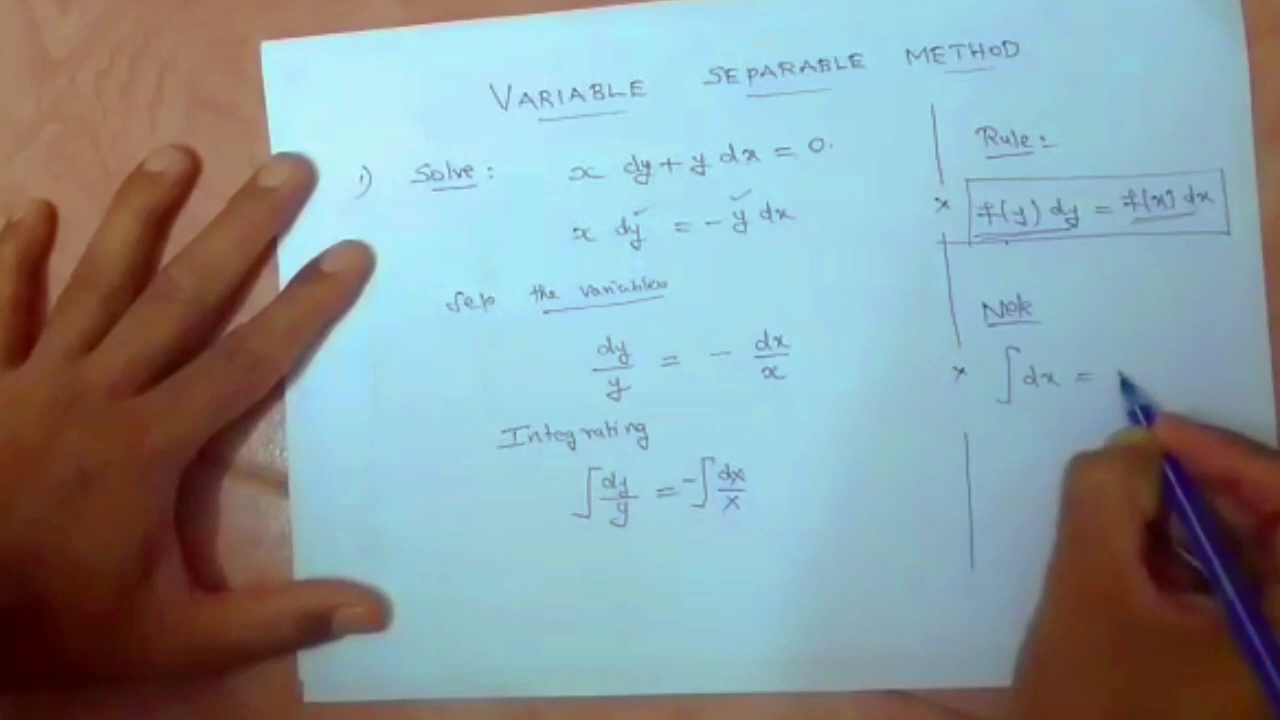 VARIABLE SEPARABLE METHOD
1) Solve: x dy + y dx = 0.
x dy = - y dx
Sep the variables
dy/y = - dx/x
Integrating
∫ dy/y = - ∫ dx/x
Rule:
x f(y) dy = f(x) dx
Note
x ∫ dx =